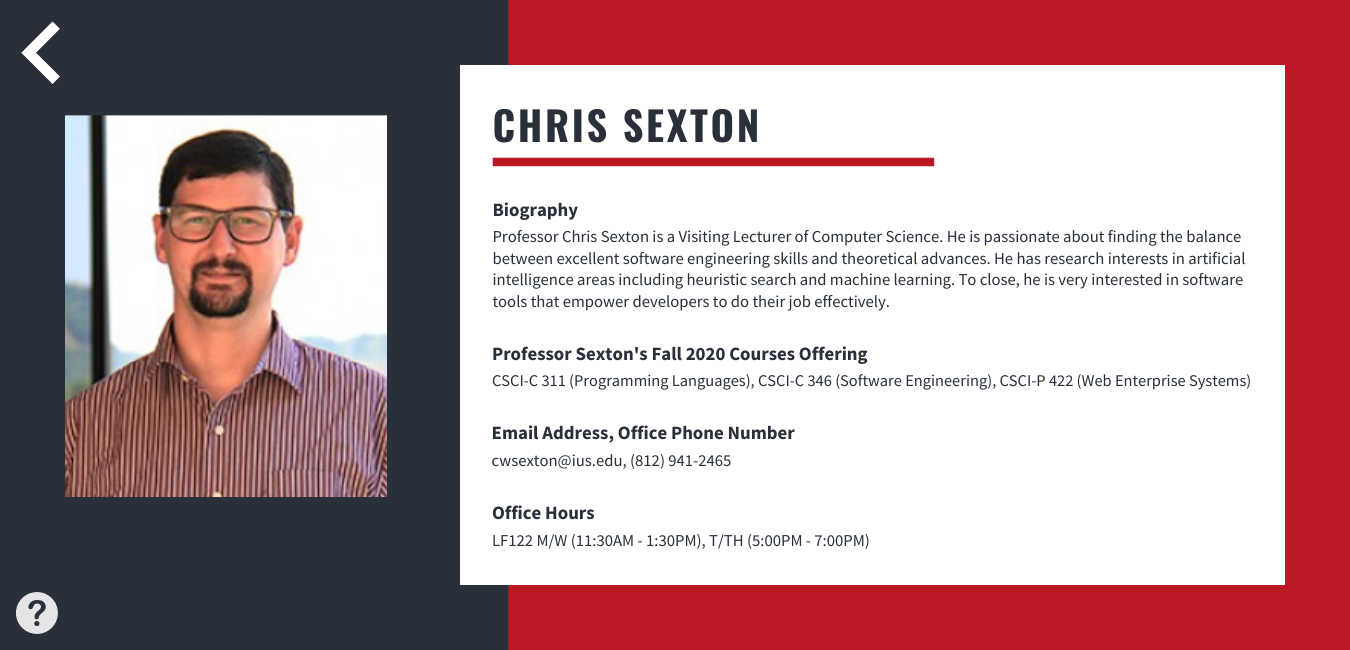 CHRIS SEXTON
Biography
Professor Chris Sexton is a Visiting Lecturer of Computer Science. He is passionate about finding the balance
between excellent software engineering skills and theoretical advances. He has research interests in artificial
intelligence areas including heuristic search and machine learning. To close, he is very interested in software
tools that empower developers to do their job effectively.
Professor Sexton's Fall 2020 Courses Offering
CSCI-C 311 (Programming Languages), CSCI-C 346 (Software Engineering), CSCI-P 422 (Web Enterprise Systems)
Email Address, Office Phone Number
cwsexton@ius.edu, (812) 941-2465
Office Hours
LF122 M/W (11:30AM - 1:30PM), T/TH (5:00PM - 7:00PM)
?